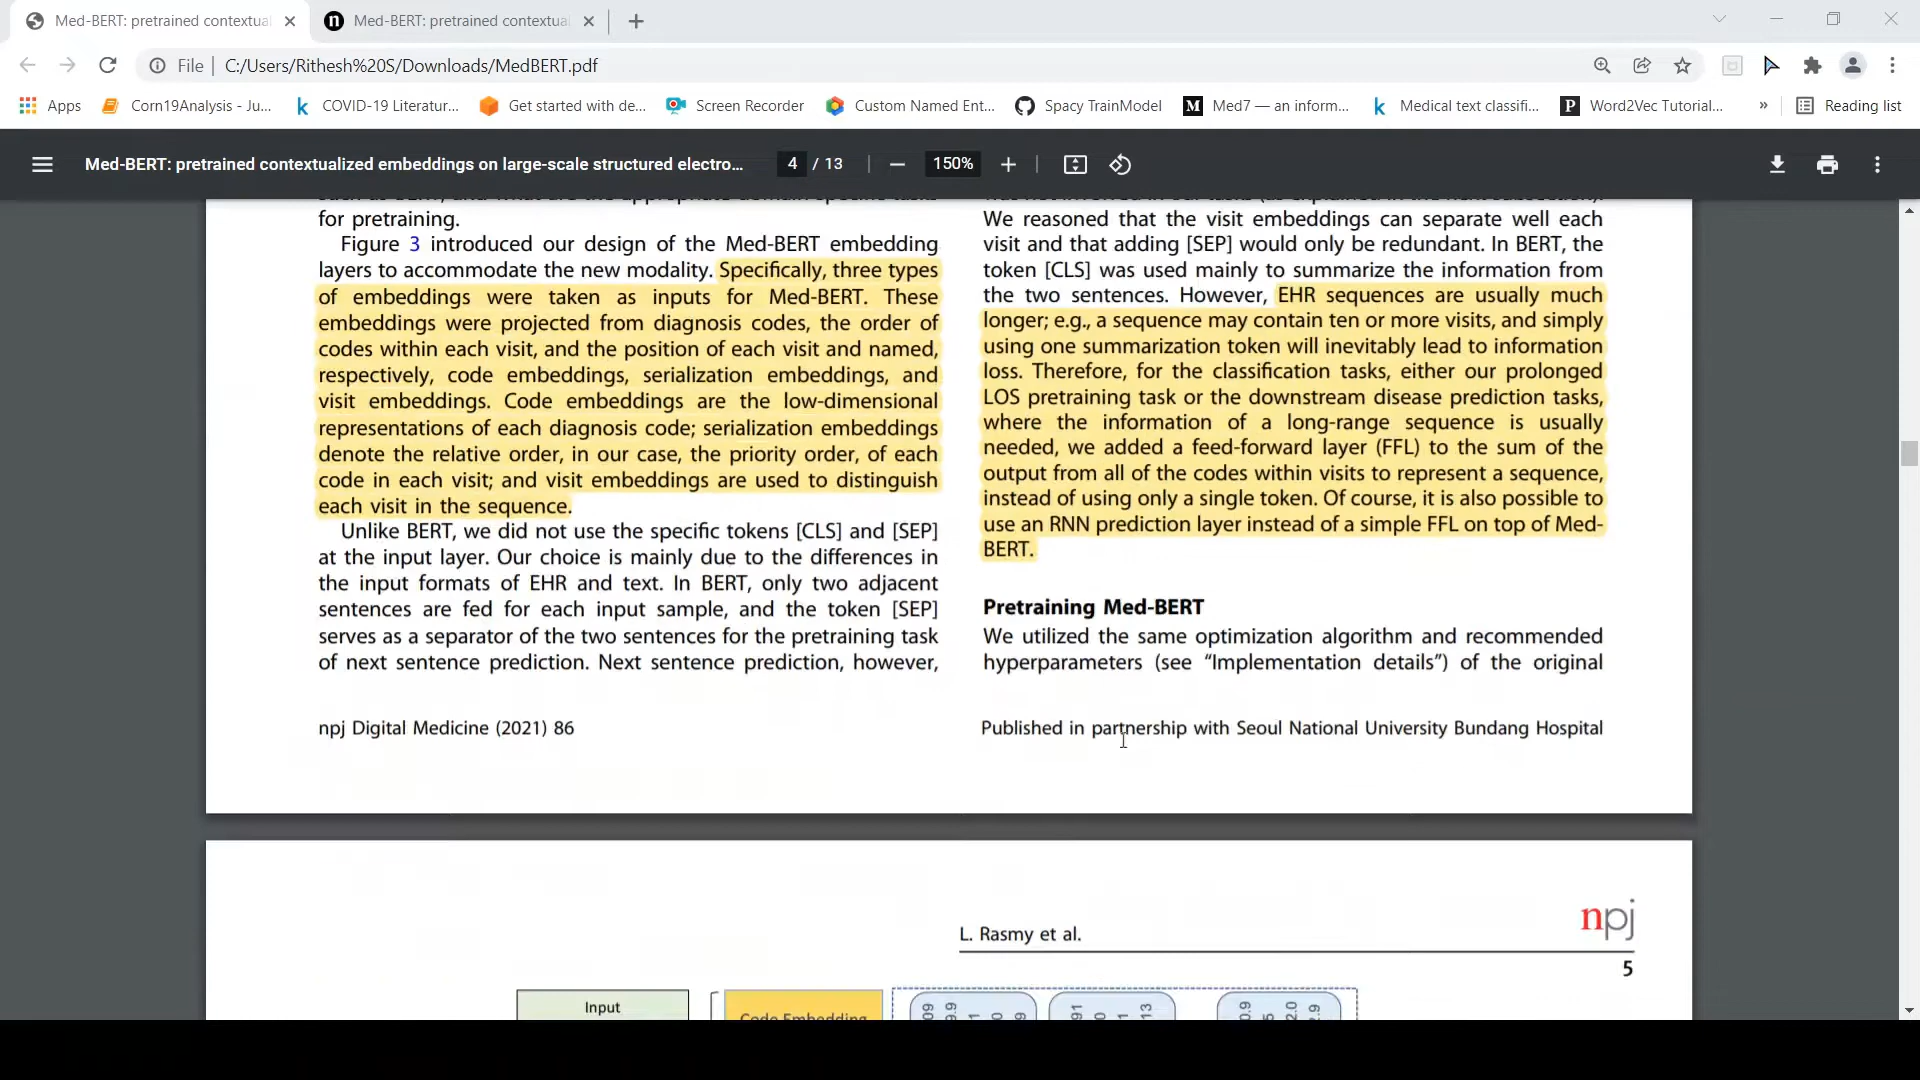 Med-BERT: pretrained contextua
Med-BERT: pretrained contextua
File
C:/Users/Rithesh%20S/Downloads/MedBERT.pdf
Apps
Corn19Analysis - Ju...
COVID-19 Literatur...
Get started with de...
Screen Recorder
Custom Named Ent...
Spacy TrainModel
Med7 — an inform...
Medical text classifi...
Word2Vec Tutorial...
»
Reading list
Med-BERT: pretrained contextualized embeddings on large-scale structured electro...
4 / 13
150%
for pretraining.
Figure 3 introduced our design of the Med-BERT embedding
layers to accommodate the new modality. Specifically, three types
of embeddings were taken as inputs for Med-BERT. These
embeddings were projected from diagnosis codes, the order of
codes within each visit, and the position of each visit and named,
respectively, code embeddings, serialization embeddings, and
visit embeddings. Code embeddings are the low-dimensional
representations of each diagnosis code; serialization embeddings
denote the relative order, in our case, the priority order, of each
code in each visit; and visit embeddings are used to distinguish
each visit in the sequence.
Unlike BERT, we did not use the specific tokens [CLS] and [SEP]
at the input layer. Our choice is mainly due to the differences in
the input formats of EHR and text. In BERT, only two adjacent
sentences are fed for each input sample, and the token [SEP]
serves as a separator of the two sentences for the pretraining task
of next sentence prediction. Next sentence prediction, however,
We reasoned that the visit embeddings can separate well each
visit and that adding [SEP] would only be redundant. In BERT, the
token [CLS] was used mainly to summarize the information from
the two sentences. However, EHR sequences are usually much
longer; e.g., a sequence may contain ten or more visits, and simply
using one summarization token will inevitably lead to information
loss. Therefore, for the classification tasks, either our prolonged
LOS pretraining task or the downstream disease prediction tasks,
where the information of a long-range sequence is usually
needed, we added a feed-forward layer (FFL) to the sum of the
output from all of the codes within visits to represent a sequence,
instead of using only a single token. Of course, it is also possible to
use an RNN prediction layer instead of a simple FFL on top of Med-
BERT.
Pretraining Med-BERT
We utilized the same optimization algorithm and recommended
hyperparameters (see “Implementation details”) of the original
npj Digital Medicine (2021) 86
Published in partnership with Seoul National University Bundang Hospital
npj
L. Rasmy et al.
5
Input
Code Embedding